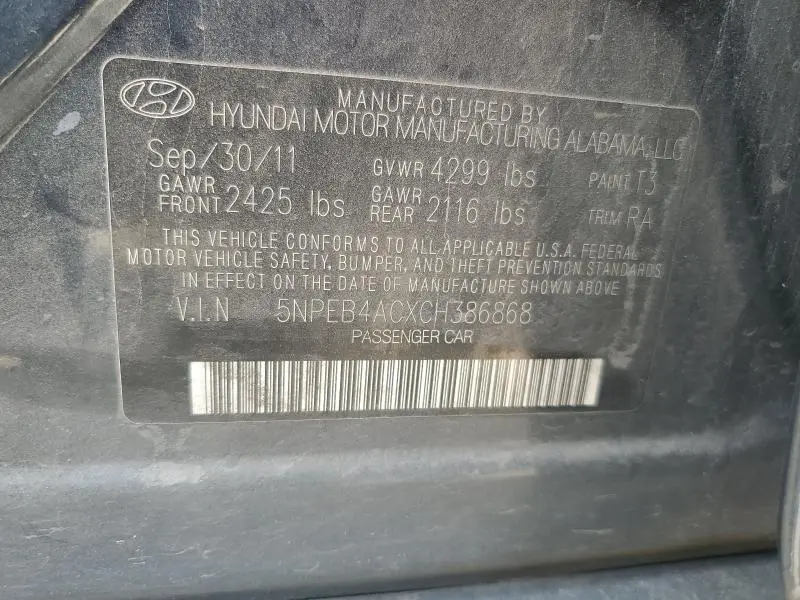 MANUFACTURED BY
HYUNDAI MOTOR MANUFACTURING ALABAMA, LLC
Sep/30/11 GVWR 4299 lbs PAINT T3
GAWR FRONT 2425 lbs GAWR REAR 2116 lbs TRIM RA
THIS VEHICLE CONFORMS TO ALL APPLICABLE U.S.A. FEDERAL
MOTOR VEHICLE SAFETY, BUMPER, AND THEFT PREVENTION STANDARDS
IN EFFECT ON THE DATE OF MANUFACTURE SHOWN ABOVE
V.I.N 5NPEB4ACXCH386868
PASSENGER CAR